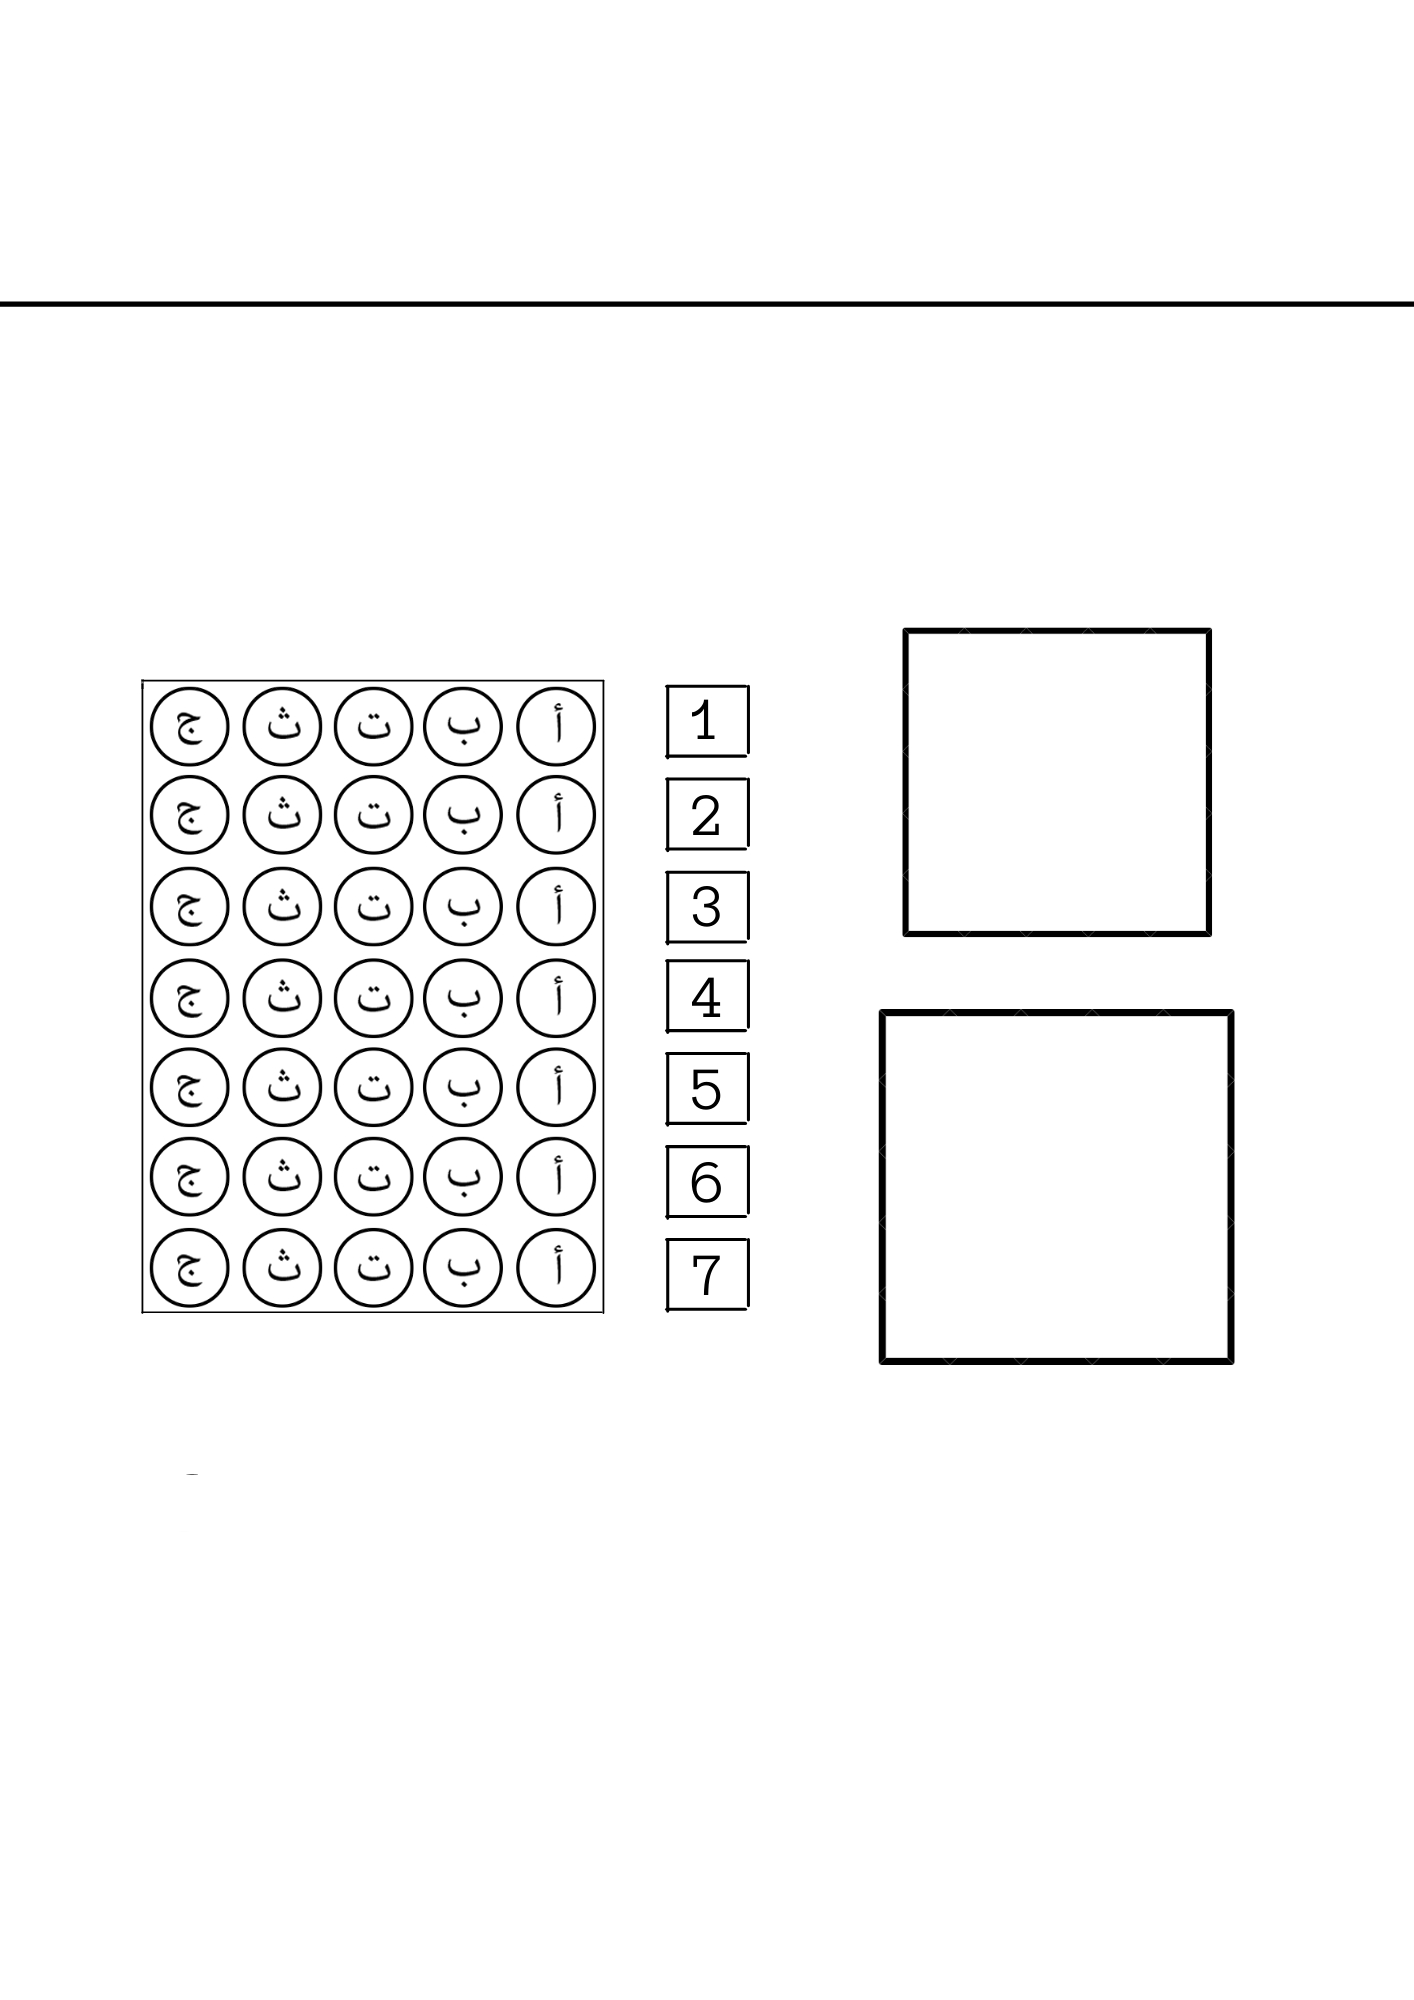 1 أ ب ت ث ج
2 أ ب ت ث ج
3 أ ب ت ث ج
4 أ ب ت ث ج
5 أ ب ت ث ج
6 أ ب ت ث ج
7 أ ب ت ث ج